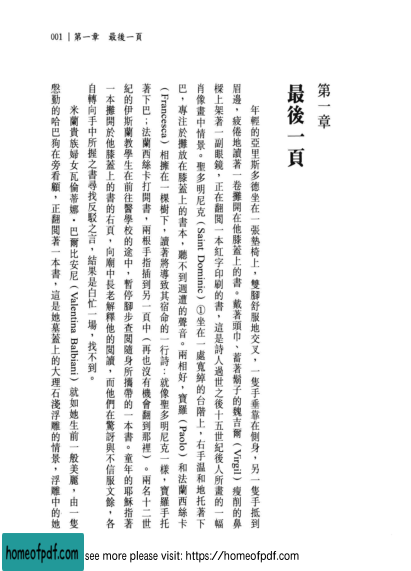 001｜第一章　最後一頁
第一章
最後一頁
年輕的亞里斯多德坐在一張墊椅上，雙腳舒服地交叉，一隻手垂靠在側身，另一隻手抵到
眉邊，疲倦地讀著一卷攤開在他膝蓋上的書。戴著頭巾、蓄著鬍子的魏吉爾（Virgil）瘦削的鼻
樑上架著一副眼鏡，正在翻閱一本紅字印刷的書，這是詩人過世之後十五世紀後人所畫的一幅
肖像畫中情景。聖多明尼克（Saint Dominic）①坐在一處寬綽的台階上，右手溫和地托著下
巴，專注於攤放在膝蓋上的書本，聽不到週遭的聲音。兩相好，寶羅（Paolo）和法蘭西絲卡
（Francesca）相擁在一棵樹下，讀著將導致其宿命的一行詩：就像聖多明尼克一樣，寶羅手托
著下巴；法蘭西絲卡打開書，兩根手指插到另一頁中（再也沒有機會翻到那裡）。兩名十二世
紀的伊斯蘭教學生在前往醫學校的途中，暫停腳步查閱隨身所攜帶的一本書。童年的耶穌指著
一本攤開於他膝蓋上的書的右頁，向廟中長老解釋他的閱讀，而他們在驚訝與不信服文餘，各
自轉向手中所握之書尋找反駁之言，結果是白忙一場，找不到。
米蘭貴族婦女瓦倫蒂娜．巴爾比安尼（Valentina Balbiani）就如她生前一般美麗，由一隻
慇勤的哈巴狗在旁看顧，正翻閱著一本書，這是她墓蓋上的大理石淺浮雕的情景，浮雕中的她
homeofpdf.com
see more please visit: https://homeofpdf.com